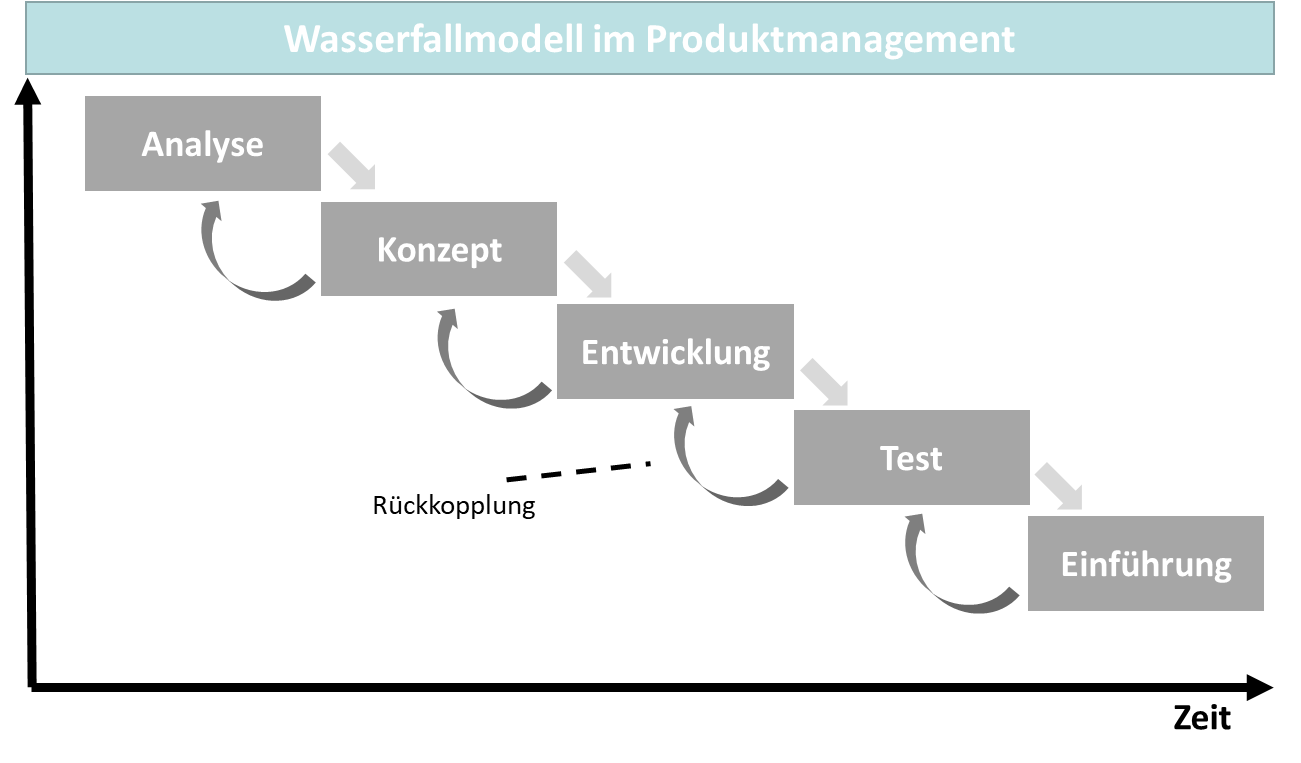 Wasserfallmodell im Produktmanagement
Analyse
Konzept
Entwicklung
Test
Rückkopplung
Einführung
Zeit